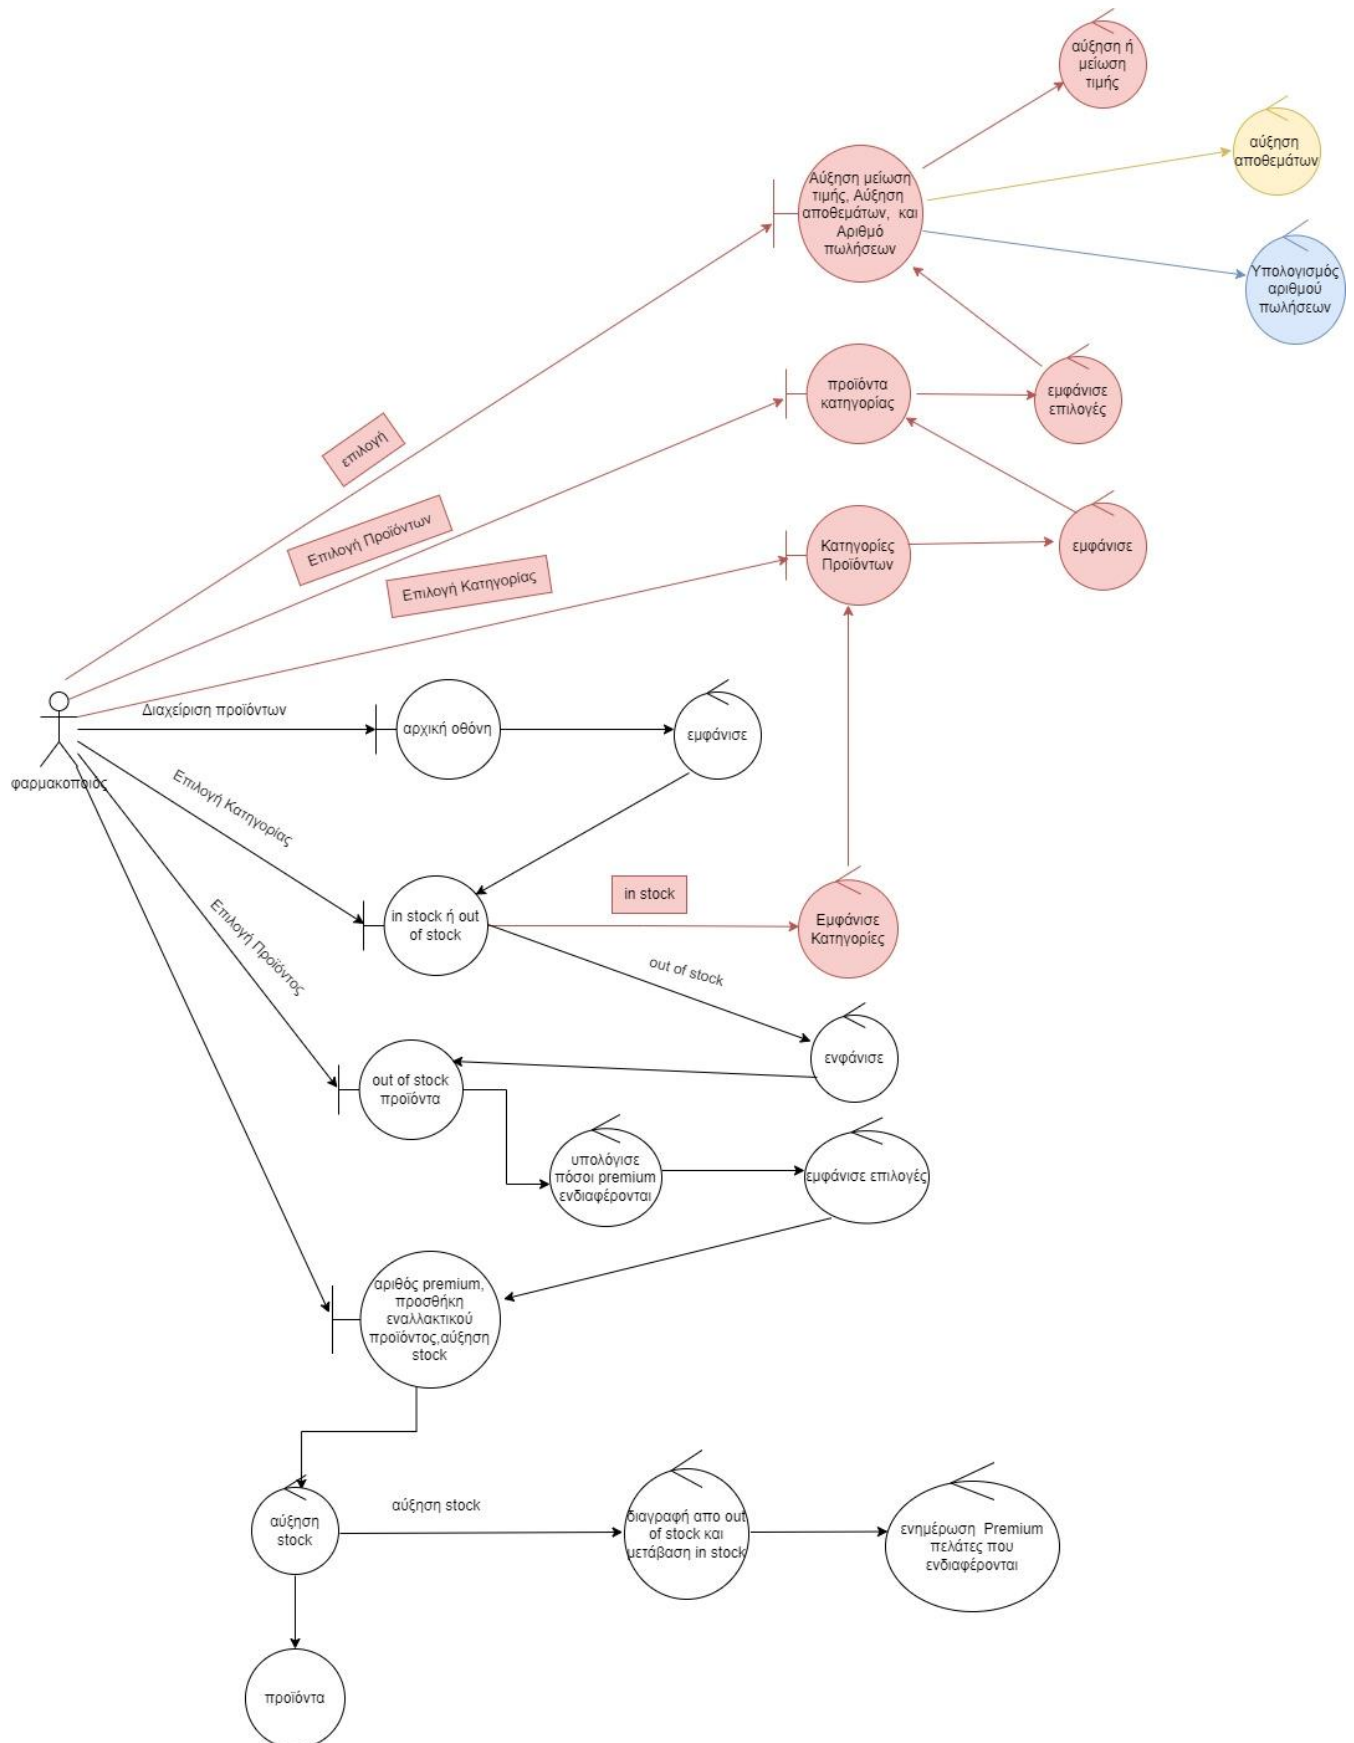 αύξηση ή
μείωση
τιμής
αύξηση
αποθεμάτων
Αύξηση μείωση
τιμής, Αύξηση
αποθεμάτων, και
Αριθμό
πωλήσεων
Υπολογισμός
αριθμού
πωλήσεων
προϊόντα
κατηγορίας
εμφάνισε
επιλογές
επιλογή
Επιλογή Προϊόντων
Κατηγορίες
Προϊόντων
εμφάνισε
Επιλογή Κατηγορίας
Διαχείριση προϊόντων
αρχική οθόνη
εμφάνισε
φαρμακοποιός
Επιλογή Κατηγορίας
in stock ή out
of stock
in stock
Εμφάνισε
Κατηγορίες
Επιλογή Προϊόντος
out of stock
ενφάνισε
out of stock
προϊόντα
υπολόγισε
πόσοι premium
ενδιαφέρονται
εμφάνισε επιλογές
αριθός premium,
προσθήκη
εναλλακτικού
προϊόντος,αύξηση
stock
αύξηση
stock
αύξηση stock
διαγραφή απο out
of stock και
μετάβαση in stock
ενημέρωση Premium
πελάτες που
ενδιαφέρονται
προϊόντα